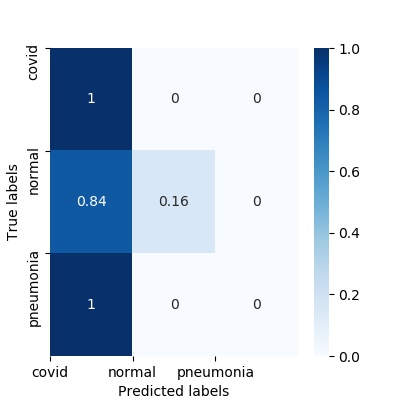 covid
normal
pneumonia
True labels
1 0 0
0.84 0.16 0
1 0 0
covid normal pneumonia
Predicted labels
1.0
0.8
0.6
0.4
0.2
0.0